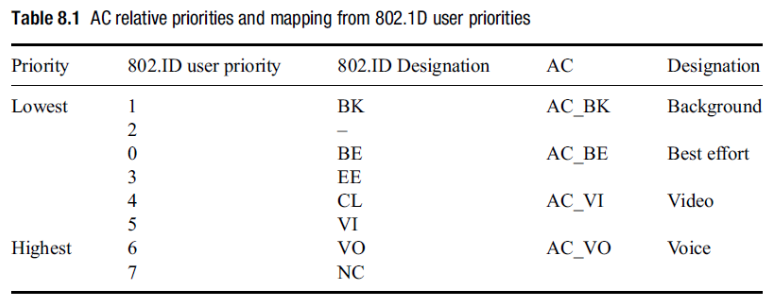 Table 8.1 AC relative priorities and mapping from 802.1D user priorities
Priority 802.ID user priority 802.ID Designation AC Designation
Lowest 1 BK AC_BK Background
2 –
0 BE AC_BE Best effort
3 EE
4 CL AC_VI Video
5 VI
Highest 6 VO AC_VO Voice
7 NC